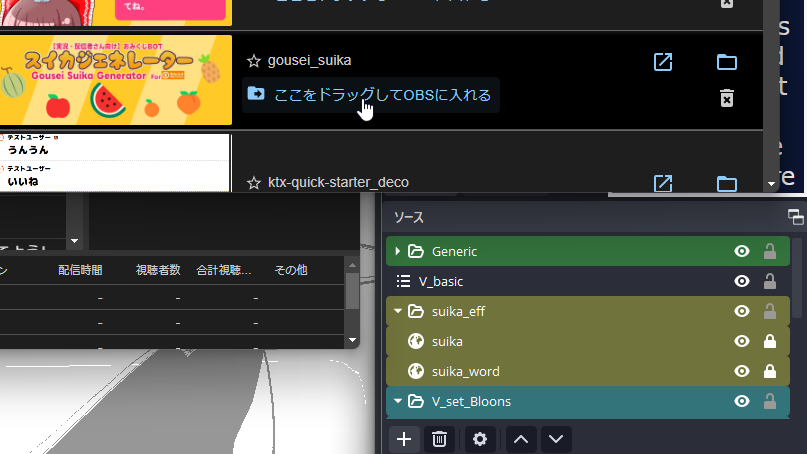 てね。
【実況・配信者さん向け】おみくじBOT
スイカジェネレーター
Gousei Suika Generator For
gousei_suika
ここをドラッグしてOBSに入れる
テストユーザー
うんうん
テストユーザー
いいね
ktx-quick-starter_deco
ソース
Generic
V_basic
suika_eff
suika
suika_word
V_set_Bloons
配信時間 視聴者数 合計視聴... その他
- - -
- - -
- - -